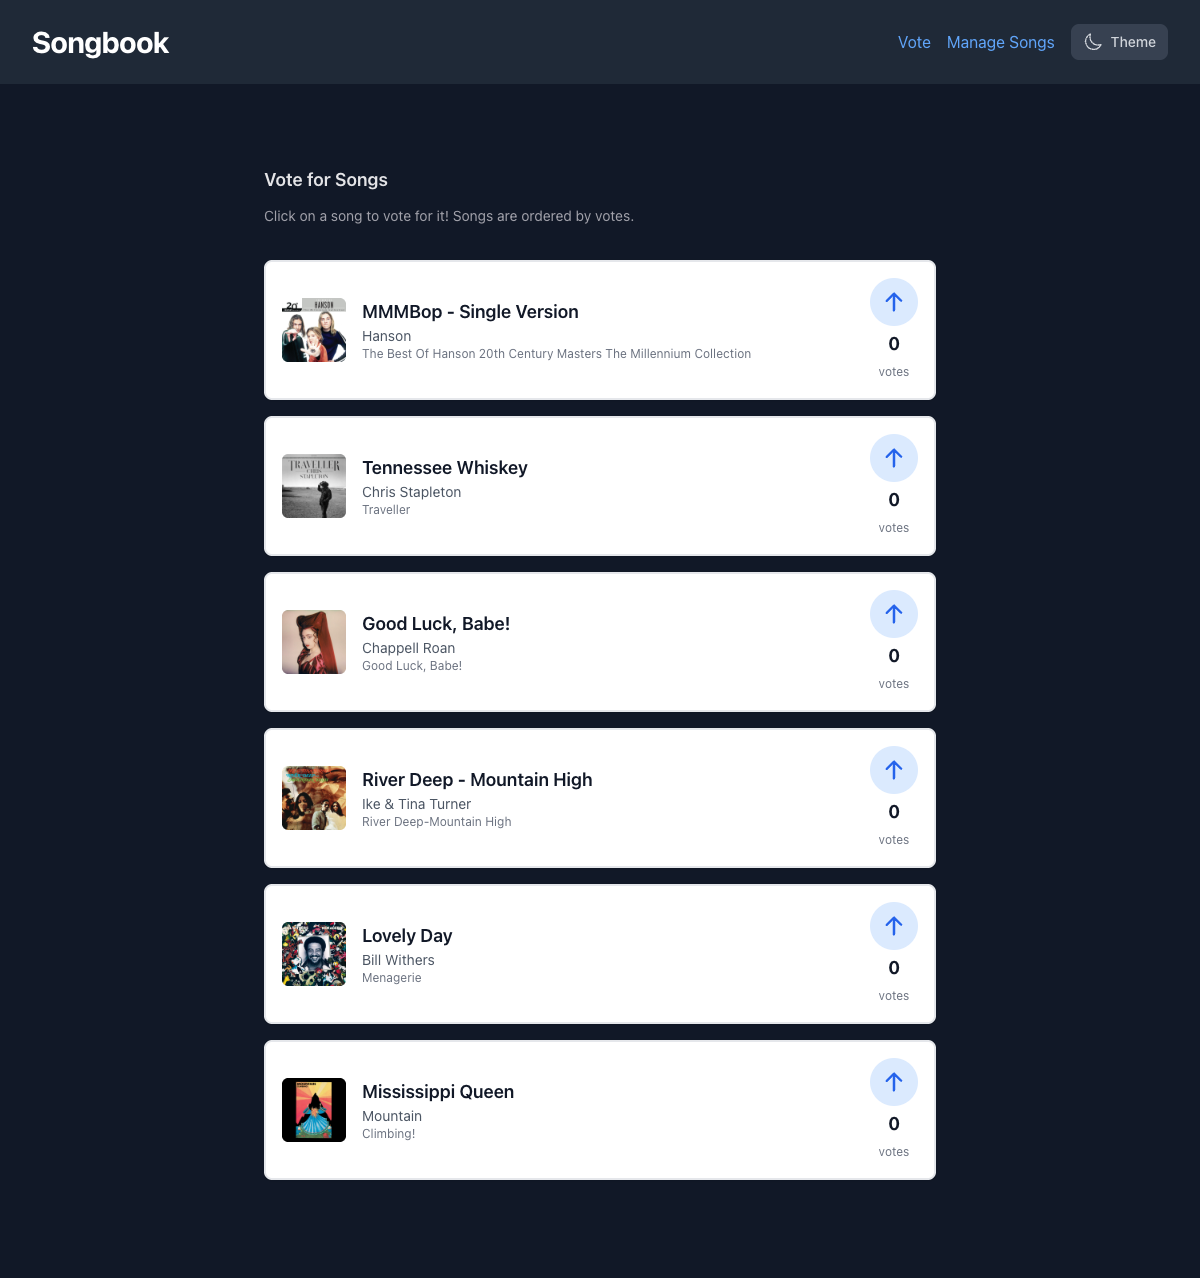 Songbook
Vote
Manage Songs
Theme
Vote for Songs
Click on a song to vote for it! Songs are ordered by votes.
HANSON
MMMBop - Single Version
Hanson
The Best Of Hanson 20th Century Masters The Millennium Collection
0
votes
TRAVELLER
CHRIS
STAPLETON
Tennessee Whiskey
Chris Stapleton
Traveller
0
votes
Good Luck, Babe!
Chappell Roan
Good Luck, Babe!
0
votes
River Deep - Mountain High
Ike & Tina Turner
River Deep-Mountain High
0
votes
Lovely Day
Bill Withers
Menagerie
0
votes
Mississippi Queen
Mountain
Climbing!
0
votes